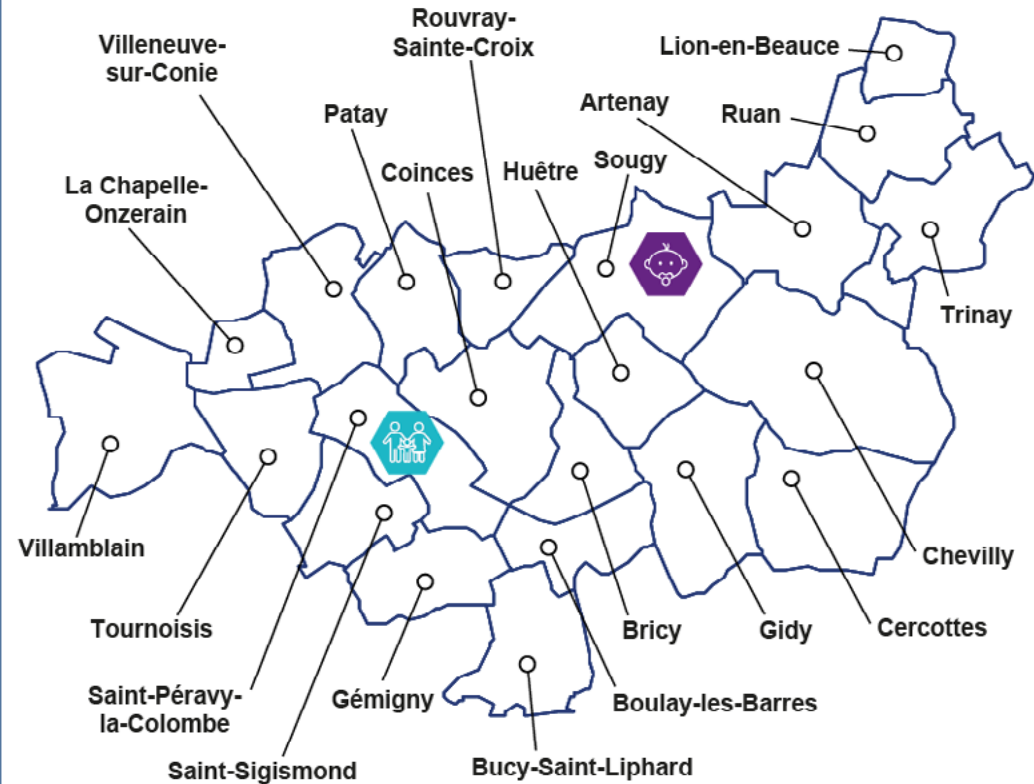 Villeneuve-
sur-Conie
Rouvray-
Sainte-Croix
Lion-en-Beauce
Patay
Artenay
Ruan
Coinces
Huêtre
Sougy
La Chapelle-
Onzerain
Trinay
Villamblain
Chevilly
Tournoisis
Bricy
Gidy
Cercottes
Saint-Péravy-
la-Colombe
Gémigny
Boulay-les-Barres
Saint-Sigismond
Bucy-Saint-Liphard